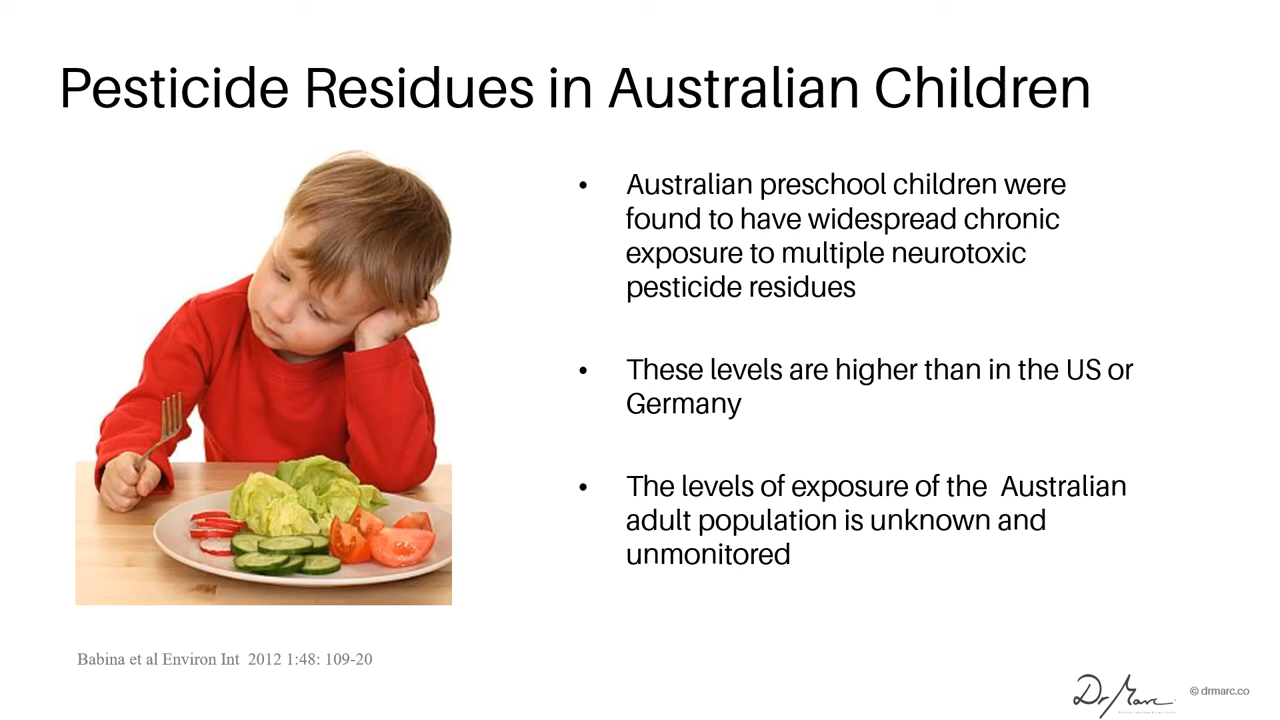 Pesticide Residues in Australian Children
• Australian preschool children were
found to have widespread chronic
exposure to multiple neurotoxic
pesticide residues
• These levels are higher than in the US or
Germany
• The levels of exposure of the  Australian
adult population is unknown and
unmonitored
Babina et al Environ Int  2012 1:48: 109-20
Dr Marc
© drmarc.co